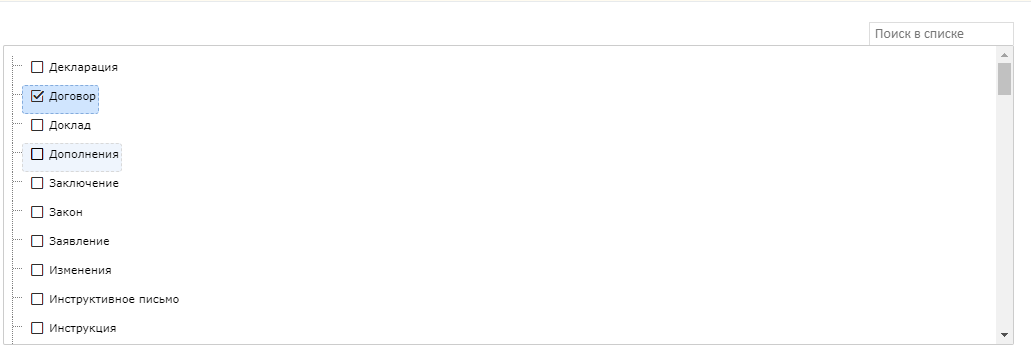 Поиск в списке
Декларация
Договор
Доклад
Дополнения
Заключение
Закон
Заявление
Изменения
Инструктивное письмо
Инструкция